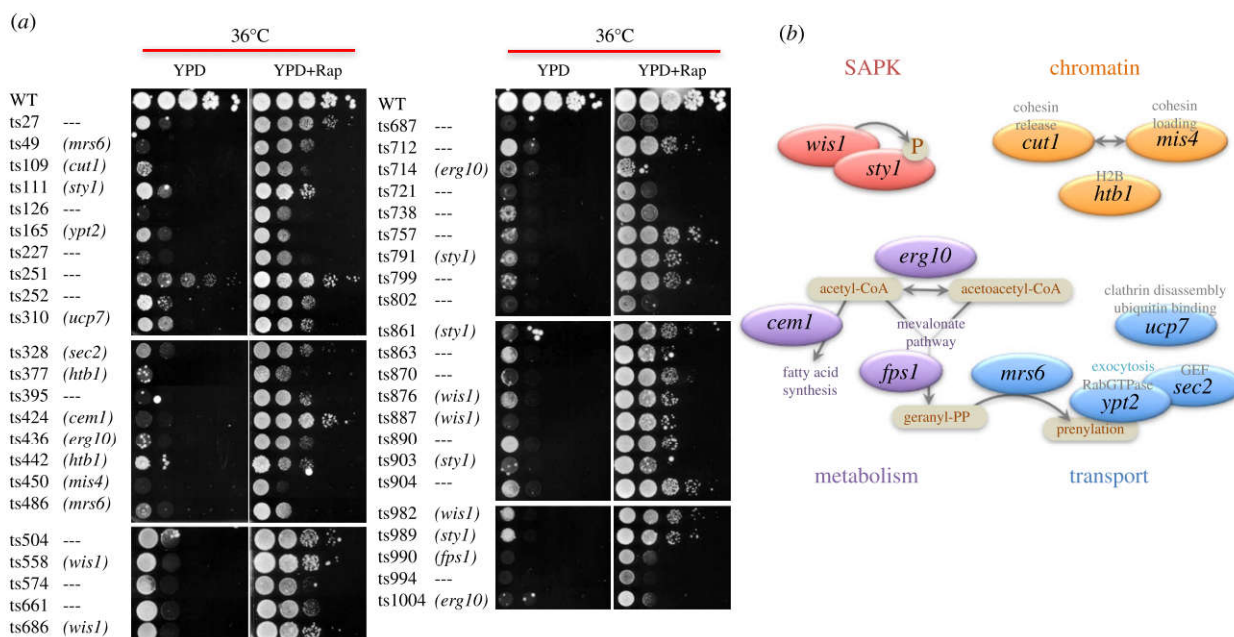 (a)
36°C
YPD YPD+Rap
WT
ts27 ---
ts49 (mrs6)
ts109 (cut1)
ts111 (sty1)
ts126 ---
ts165 (ypt2)
ts227 ---
ts251 ---
ts252 ---
ts310 (ucp7)
ts328 (sec2)
ts377 (htb1)
ts395 ---
ts424 (cem1)
ts436 (erg10)
ts442 (htb1)
ts450 (mis4)
ts486 (mrs6)
ts504 ---
ts558 (wis1)
ts574 ---
ts661 ---
ts686 (wis1)
36°C
YPD YPD+Rap
WT
ts687 ---
ts712 ---
ts714 (erg10)
ts721 ---
ts738 ---
ts757 ---
ts791 (sty1)
ts799 ---
ts802 ---
ts861 (sty1)
ts863 ---
ts870 ---
ts876 (wis1)
ts887 (wis1)
ts890 ---
ts903 (sty1)
ts904 ---
ts982 (wis1)
ts989 (sty1)
ts990 (fps1)
ts994 ---
ts1004 (erg10)
(b)
SAPK
wis1
P
sty1
chromatin
cohesin
release
cut1
cohesin
loading
mis4
H2B
htb1
erg10
acetyl-CoA
acetoacetyl-CoA
cem1
mevalonate
pathway
fatty acid
synthesis
fps1
geranyl-PP
mrs6
clathrin disassembly
ubiquitin binding
ucp7
exocytosis
RabGTPase
ypt2
GEF
sec2
prenylation
metabolism
transport